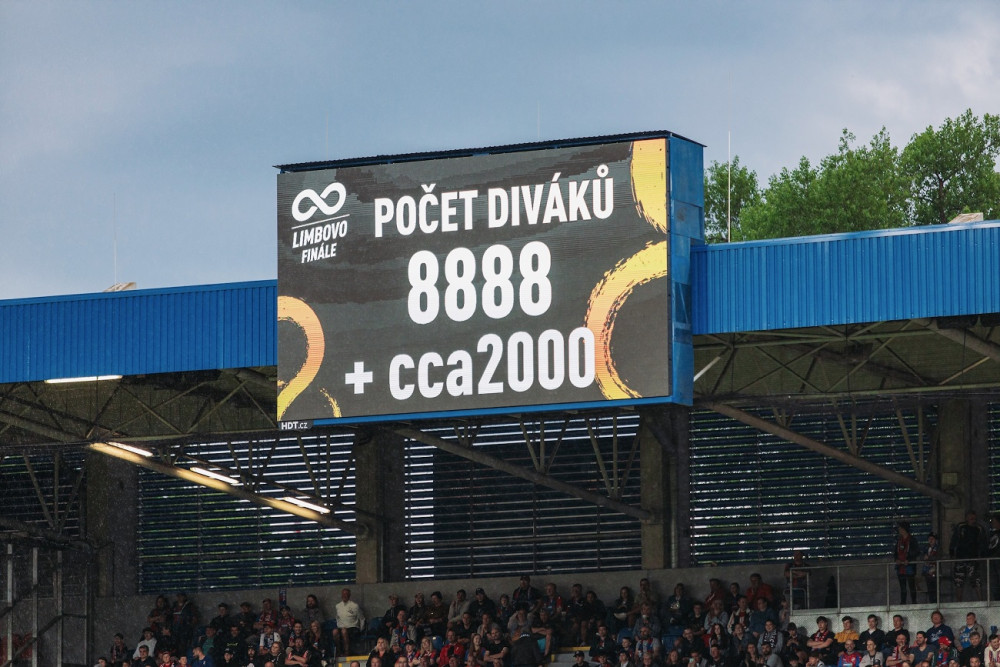 LIMBOVO
FINÁLE
POČET DIVÁKŮ
8888
+ cca2000
HDT.cz